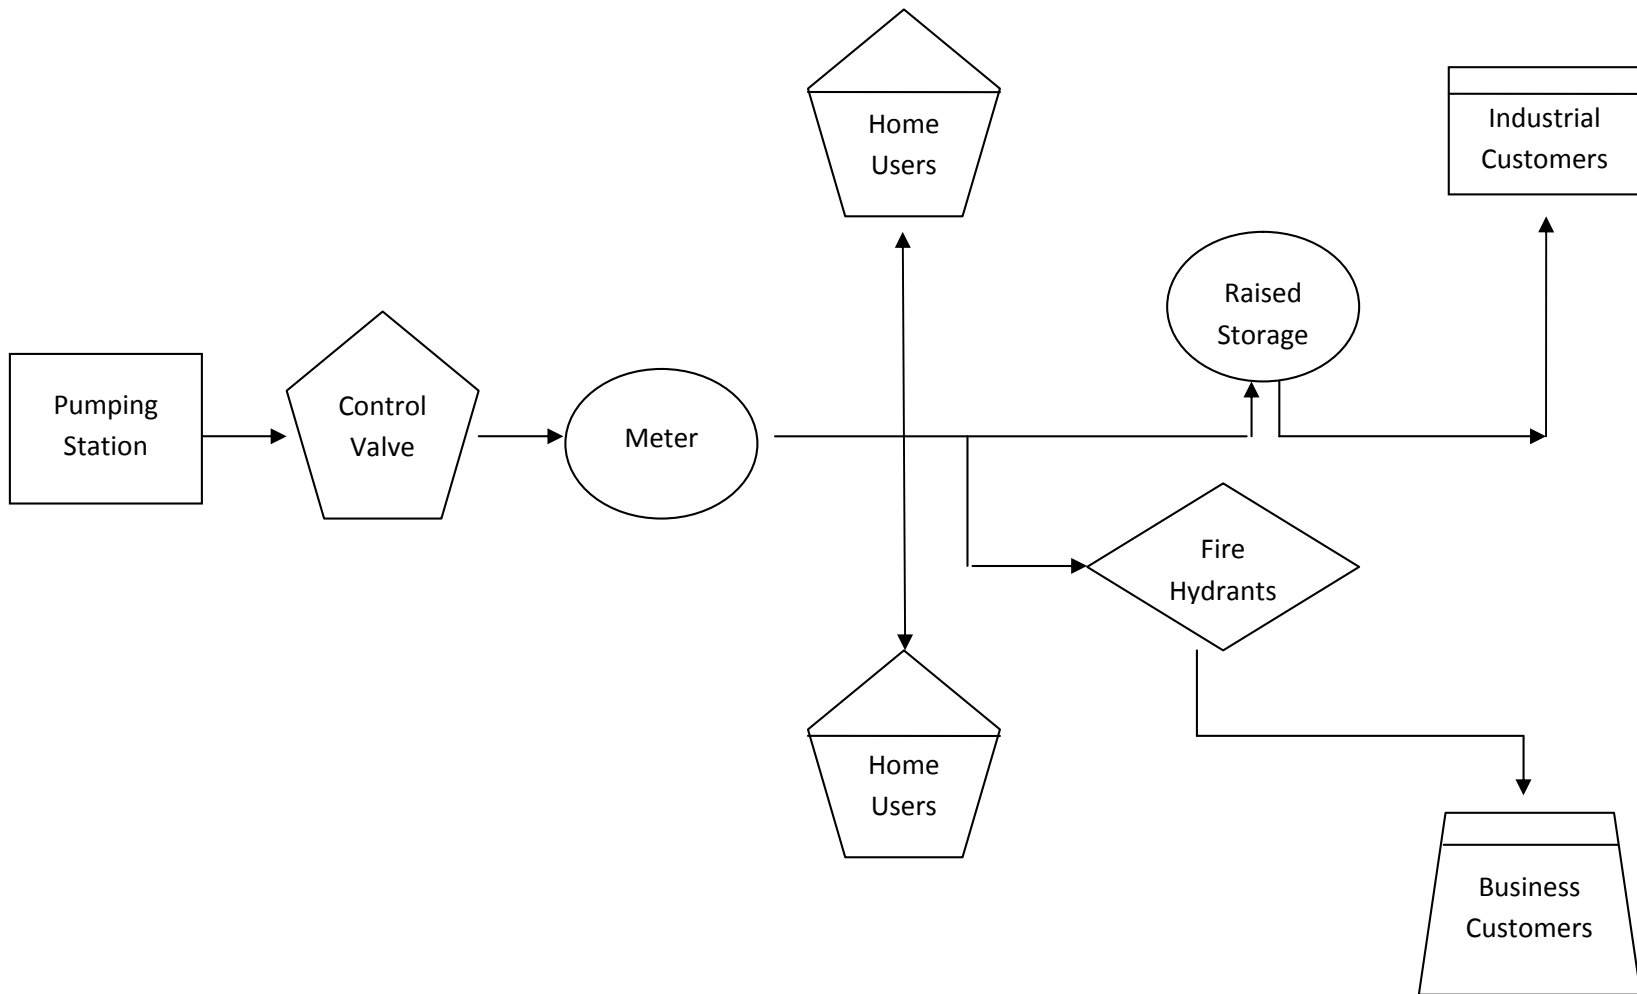 Home
Users
Industrial
Customers
Raised
Storage
Pumping
Station
Control
Valve
Meter
Fire
Hydrants
Home
Users
Business
Customers